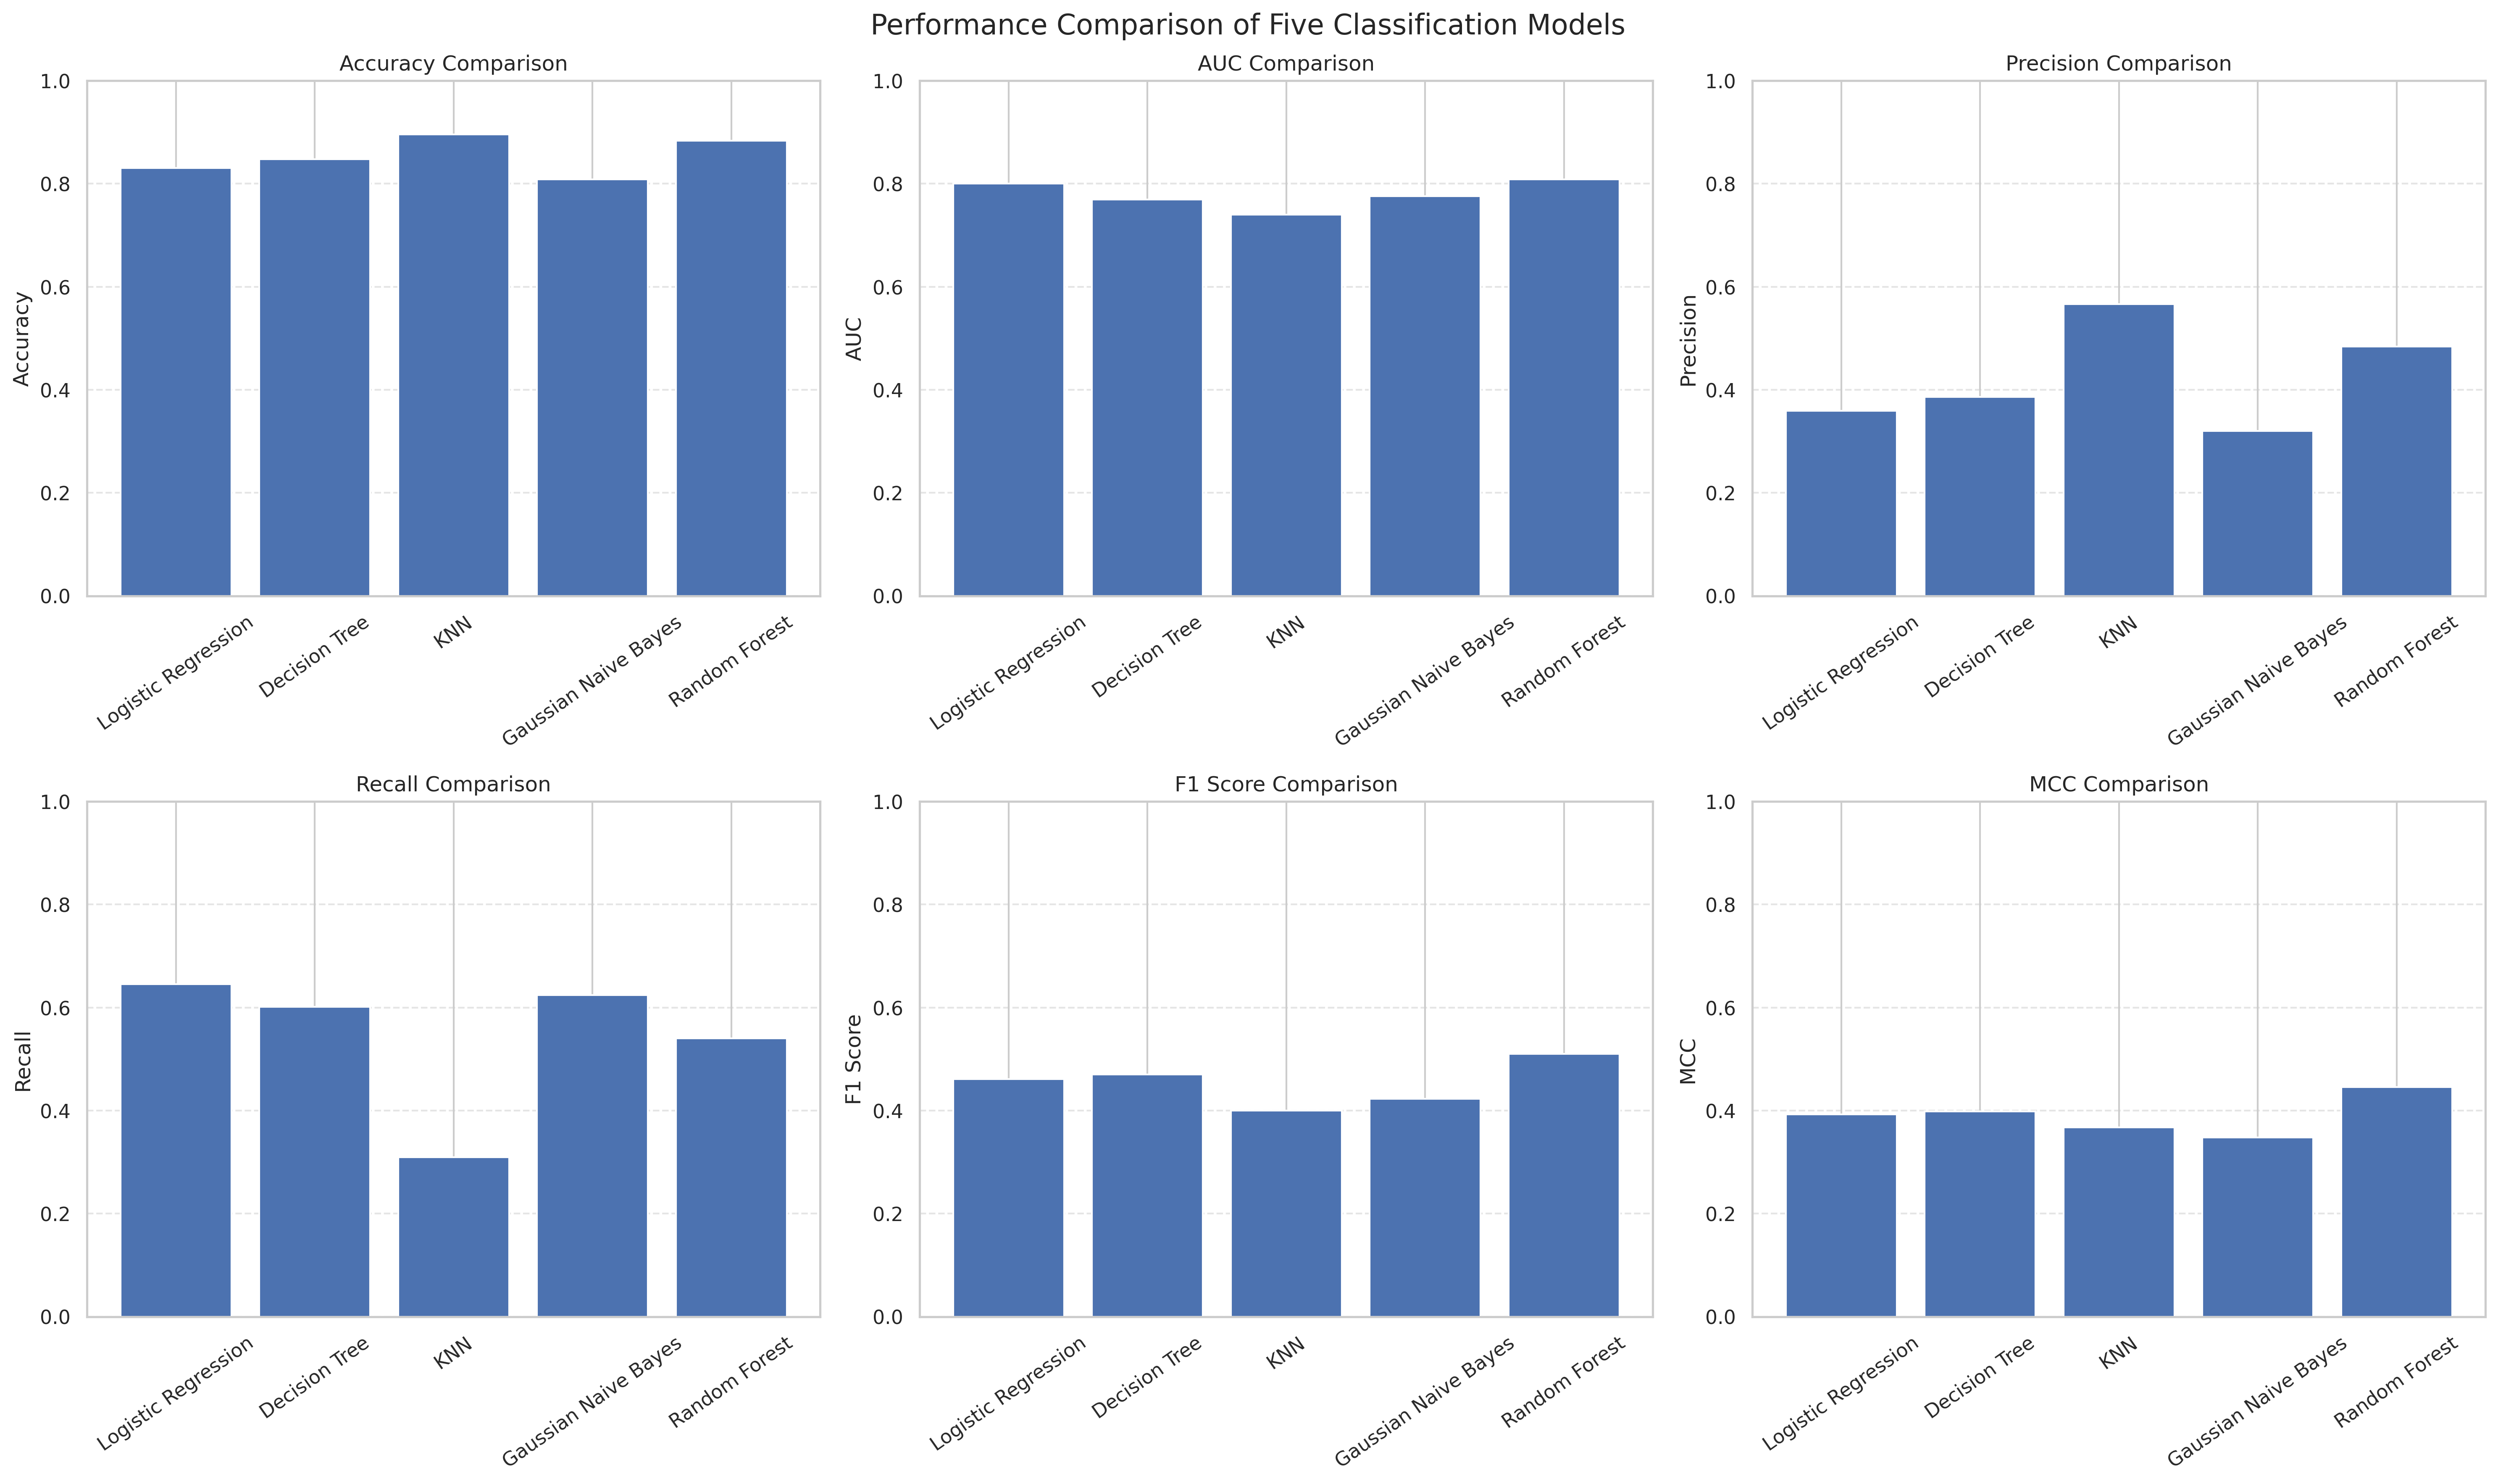 Performance Comparison of Five Classification Models
Accuracy Comparison
1.0
0.8
0.6
0.4
0.2
0.0
Accuracy
Logistic Regression
Decision Tree
KNN
Gaussian Naive Bayes
Random Forest
AUC Comparison
1.0
0.8
0.6
0.4
0.2
0.0
AUC
Logistic Regression
Decision Tree
KNN
Gaussian Naive Bayes
Random Forest
Precision Comparison
1.0
0.8
0.6
0.4
0.2
0.0
Precision
Logistic Regression
Decision Tree
KNN
Gaussian Naive Bayes
Random Forest
Recall Comparison
1.0
0.8
0.6
0.4
0.2
0.0
Recall
Logistic Regression
Decision Tree
KNN
Gaussian Naive Bayes
Random Forest
F1 Score Comparison
1.0
0.8
0.6
0.4
0.2
0.0
F1 Score
Logistic Regression
Decision Tree
KNN
Gaussian Naive Bayes
Random Forest
MCC Comparison
1.0
0.8
0.6
0.4
0.2
0.0
MCC
Logistic Regression
Decision Tree
KNN
Gaussian Naive Bayes
Random Forest